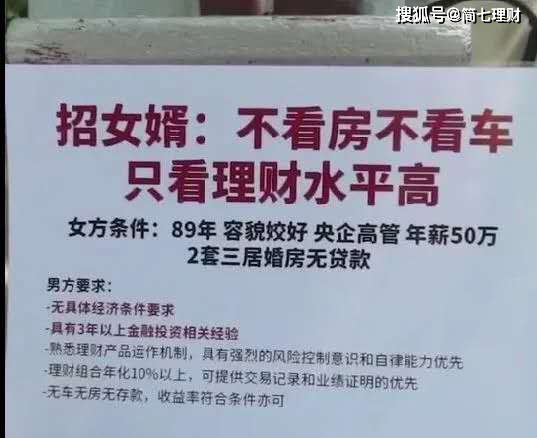 搜狐号@简七理财
招女婿：不看房不看车
只看理财水平高
女方条件：89年 容貌姣好 央企高管 年薪50万
2套三居婚房无贷款
男方要求：
-无具体经济条件要求
-具有3年以上金融投资相关经验
-熟悉理财产品运作机制，具有强烈的风险控制意识和自律能力优先
-理财组合年化10%以上，可提供交易记录和业绩证明的优先
-无车无房无存款，收益率符合条件亦可